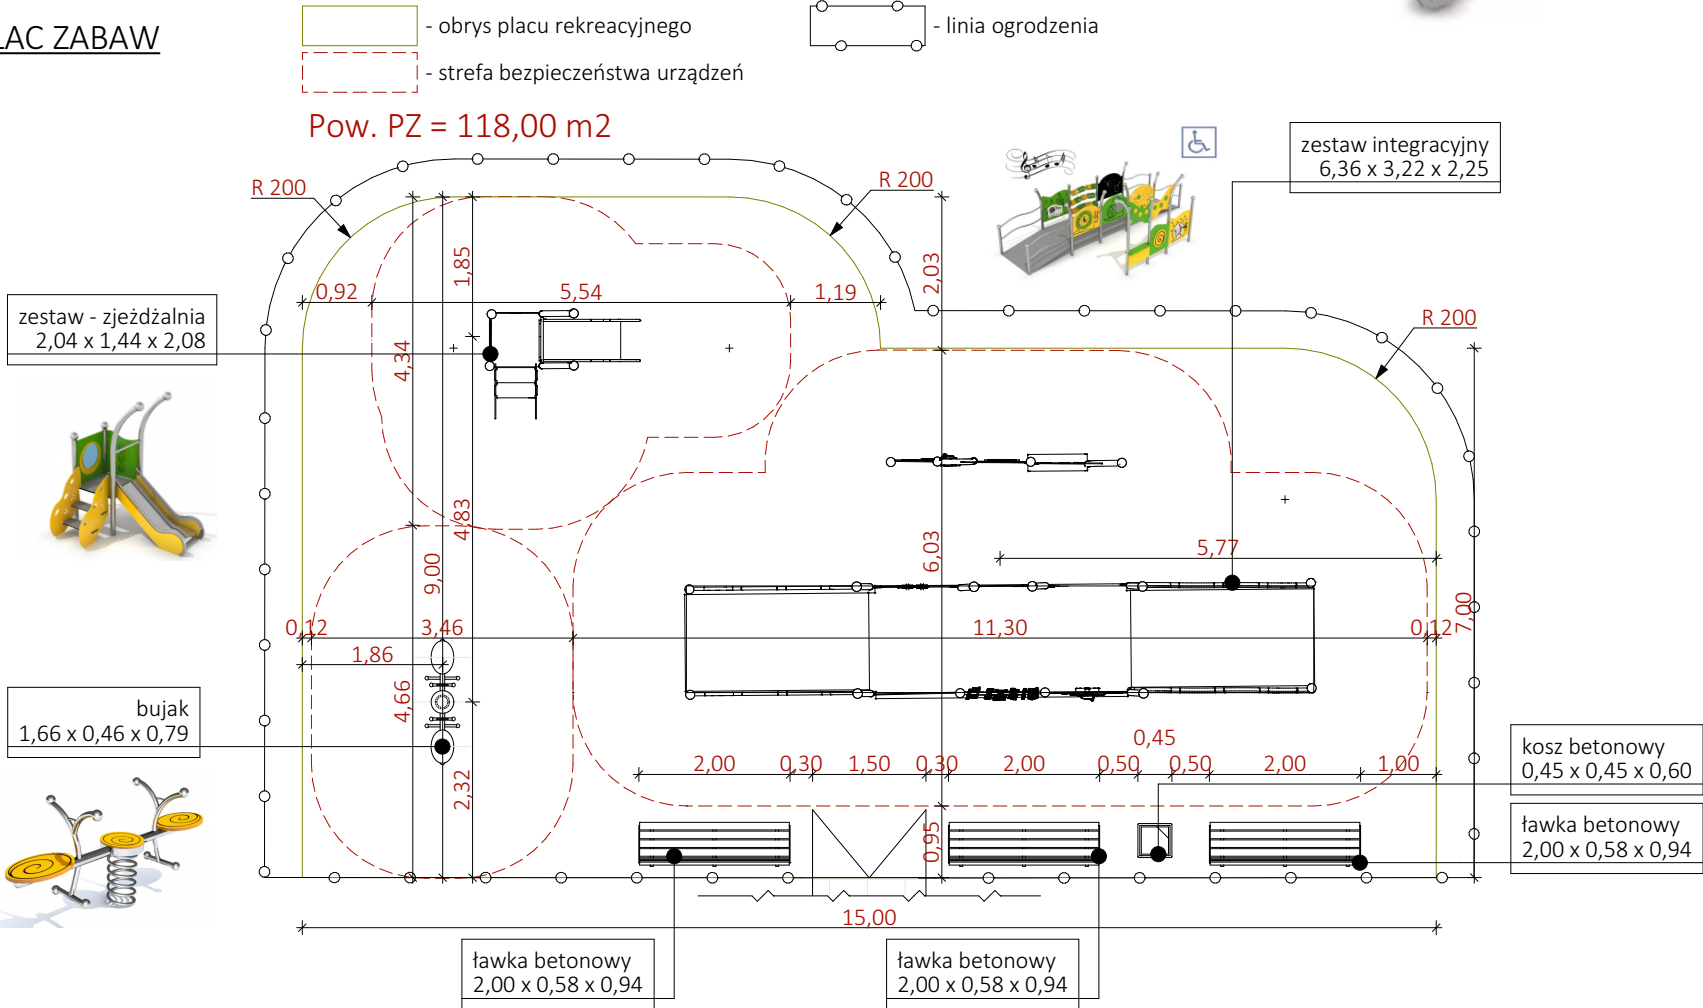 LAC ZABAW
- obrys placu rekreacyjnego
- linia ogrodzenia
- strefa bezpieczeństwa urządzeń
Pow. PZ = 118,00 m2
zestaw integracyjny
6,36 x 3,22 x 2,25
R 200
R 200
R 200
1,85
2,03
0,92
5,54
1,19
zestaw - zjeżdżalnia
2,04 x 1,44 x 2,08
4,34
4,83
9,00
6,03
5,77
7,00
0,12
3,46
11,30
0,12
1,86
4,66
bujak
1,66 x 0,46 x 0,79
2,32
0,45
2,00
0,30
1,50
0,30
2,00
0,50
0,50
2,00
1,00
kosz betonowy
0,45 x 0,45 x 0,60
0,95
ławka betonowy
2,00 x 0,58 x 0,94
15,00
ławka betonowy
2,00 x 0,58 x 0,94
ławka betonowy
2,00 x 0,58 x 0,94